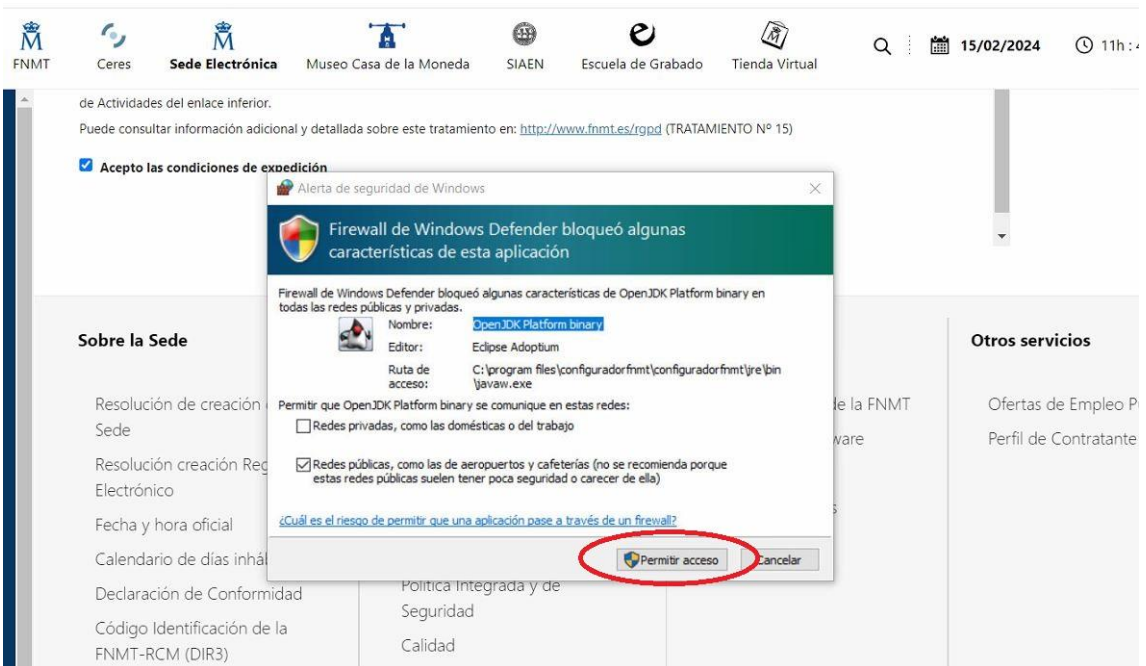 FNMT
Ceres
Sede Electrónica
Museo Casa de la Moneda
SIAEN
Escuela de Grabado
Tienda Virtual
15/02/2024
11h :
de Actividades del enlace inferior.
Puede consultar información adicional y detallada sobre este tratamiento en: http://www.fnmt.es/rgpd (TRATAMIENTO Nº 15)
Acepto las condiciones de expedición
Alerta de seguridad de Windows
Firewall de Windows Defender bloqueó algunas
características de esta aplicación
Firewall de Windows Defender bloqueó algunas características de OpenJDK Platform binary en
todas las redes públicas y privadas.
Nombre: OpenJDK Platform binary
Editor: Eclipse Adoptium
Ruta de C:\program files\configuradorfnmt\configuradorfnmt\jre\bin
acceso: \javaw.exe
Permitir que OpenJDK Platform binary se comunique en estas redes:
Redes privadas, como las domésticas o del trabajo
Redes públicas, como las de aeropuertos y cafeterías (no se recomienda porque
estas redes públicas suelen tener poca seguridad o carecer de ella)
¿Cuál es el riesgo de permitir que una aplicación pase a través de un firewall?
Permitir acceso
Cancelar
Sobre la Sede
Resolución de creación
Sede
Resolución creación Reg
Electrónico
Fecha y hora oficial
Calendario de días inhá
Declaración de Conformidad
Código Identificación de la
FNMT-RCM (DIR3)
Política Integrada y de
Seguridad
Calidad
de la FNMT
ware
Otros servicios
Ofertas de Empleo P
Perfil de Contratante